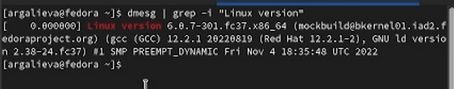 [argalieva@fedora ~]$ dmesg | grep -i "Linux version"
[    0.000000] Linux version 6.0.7-301.fc37.x86_64 (mockbuild@bkernel01.iad2.f
edoraproject.org) (gcc (GCC) 12.2.1 20220819 (Red Hat 12.2.1-2), GNU ld versio
n 2.38-24.fc37) #1 SMP PREEMPT_DYNAMIC Fri Nov 4 18:35:48 UTC 2022
[argalieva@fedora ~]$